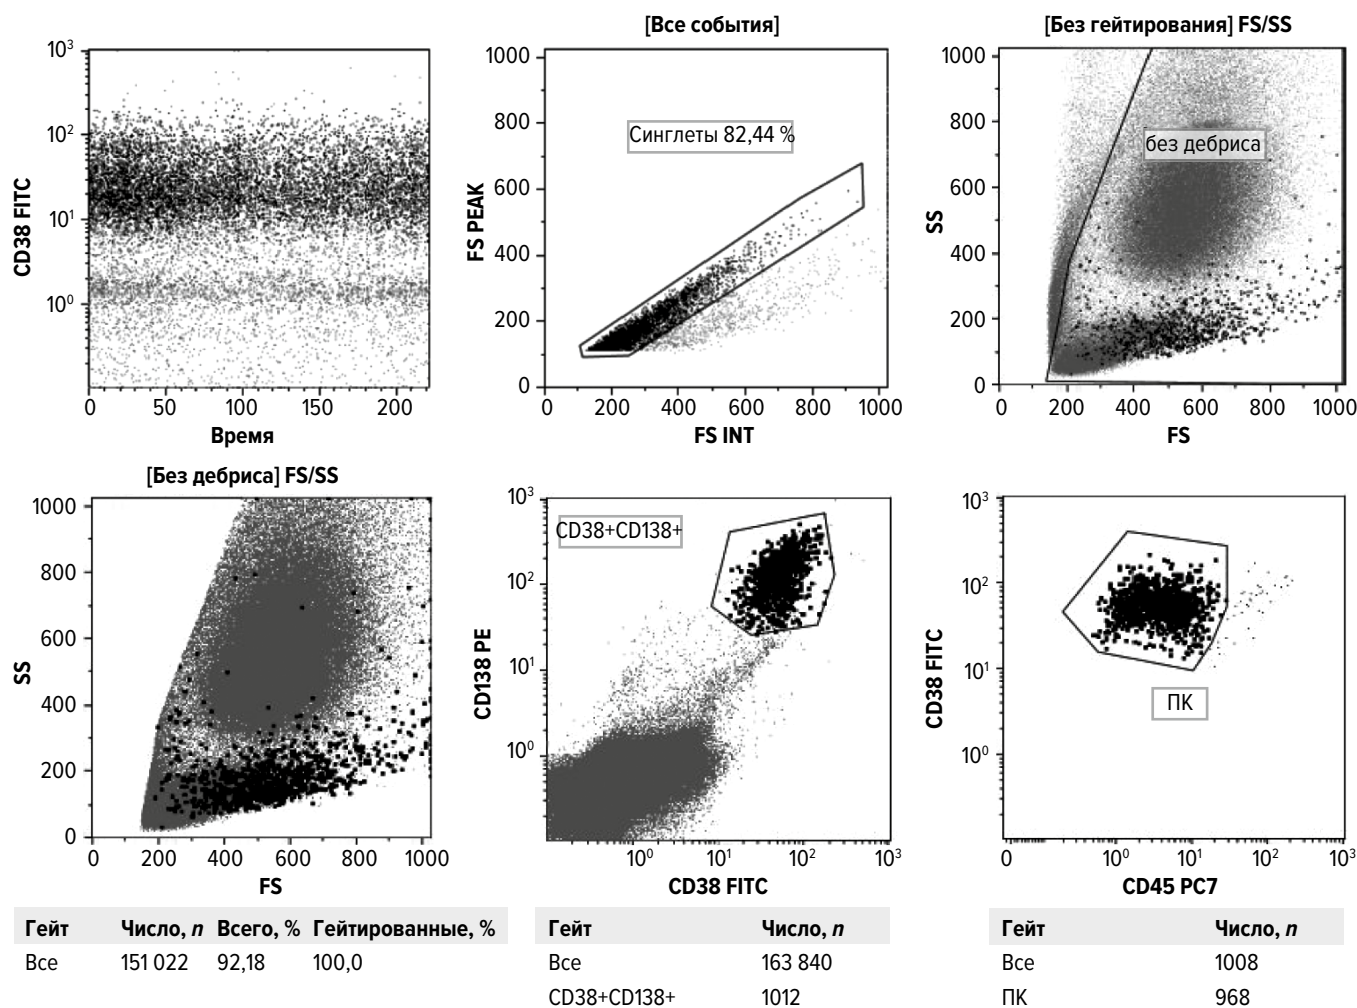 [Все события]
[Без гейтирования] FS/SS
10³
10²
10¹
10⁰
CD38 FITC
0 50 100 150 200
Время
1000
800
600
400
200
0
FS PEAK
Синглеты 82,44 %
0 200 400 600 800 1000
FS INT
1000
800
600
400
200
0
SS
без дебриса
0 200 400 600 800 1000
FS
[Без дебриса] FS/SS
1000
800
600
400
200
0
SS
0 200 400 600 800 1000
FS
10³
10²
10¹
10⁰
CD138 PE
CD38+CD138+
10⁰ 10¹ 10² 10³
CD38 FITC
10³
10²
10¹
10⁰
CD38 FITC
ПК
0 10⁰ 10¹ 10² 10³
CD45 PC7
Гейт Число, n Всего, % Гейтированные, %
Все 151 022 92,18 100,0
Гейт Число, n
Все 163 840
CD38+CD138+ 1012
Гейт Число, n
Все 1008
ПК 968